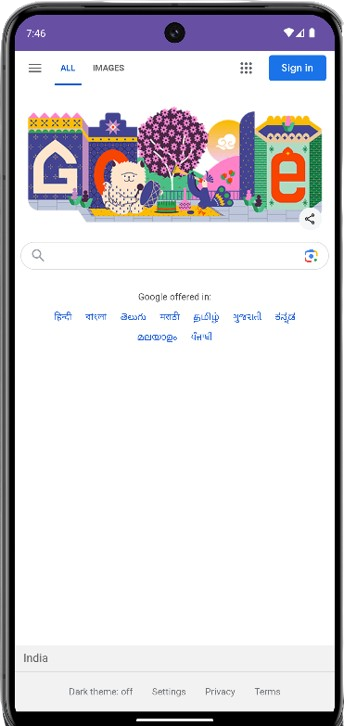 7:46
ALL IMAGES Sign in
Google offered in:
हिन्दी বাংলা తెలుగు मराठी தமிழ் ગુજરાતી ಕನ್ನಡ
മലയാളം ਪੰਜਾਬੀ
India
Dark theme: off Settings Privacy Terms